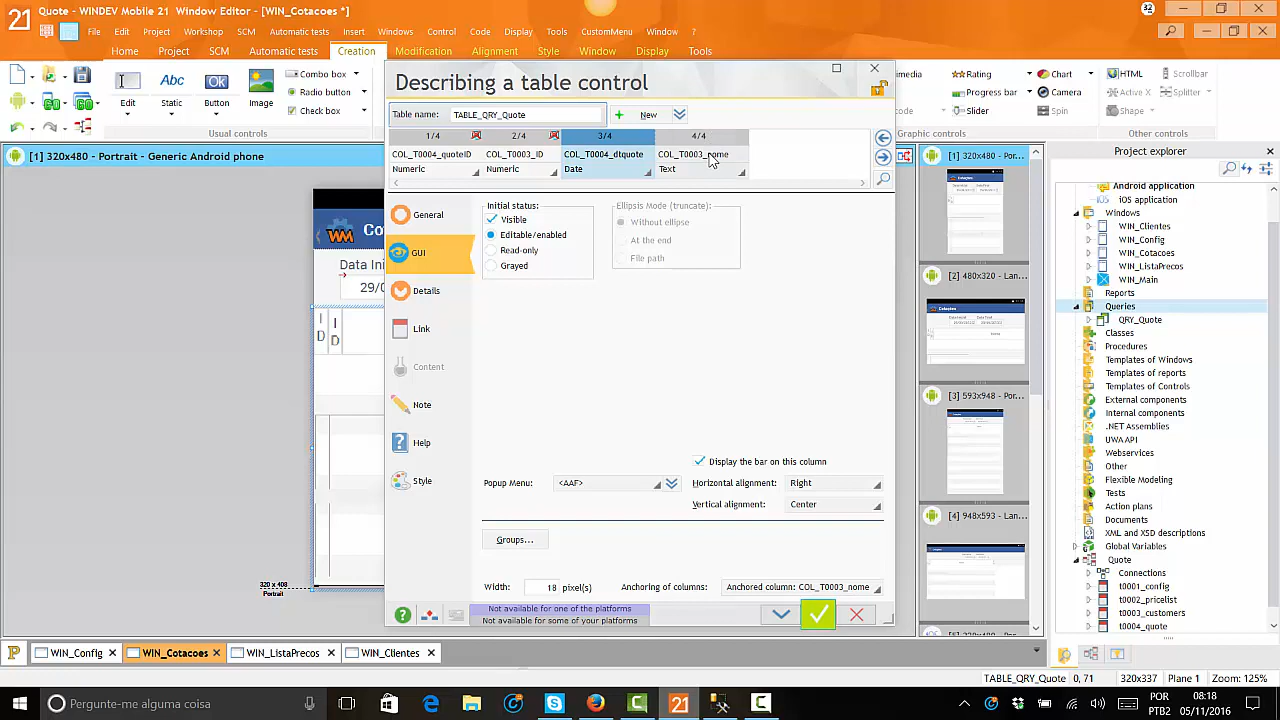 21 Quote - WINDEV Mobile 21 Window Editor - [WIN_Cotacoes *]
32
File Edit Project Workshop SCM Automatic tests Insert Windows Control Code Display Tools CustomMENU Window ?
Home Project SCM Automatic tests Creation Modification Alignment Style Window Display Tools
Edit Static Button Image
Combo box
Radio button
Check box
Usual controls
Rating
Progress bar
Slider
Chart
Camera
Spin
HTML
Active X
Shape
Scrollbar
Splitter
Graphic controls
Other controls
[1] 320x480 - Portrait - Generic Android phone
Data Ini
29/0
I
D
I
D
320 x 408
Portrait
Describing a table control
Table name: TABLE_QRY_Quote New
1/4 2/4 3/4 4/4
COL_T0004_quoteID COL_T0003_ID COL_T0004_dtquote COL_T0003_nome
Numeric Numeric Date Text
General
GUI
Details
Link
Content
Note
Help
Style
Initial status:
Visible
Editable/enabled
Read-only
Grayed
Ellipsis Mode (truncate):
Without ellipse
At the end
File path
Display the bar on this column
Popup Menu: <AAF> Horizontal alignment: Right
Vertical alignment: Center
Groups...
Width: 18 pixel(s) Anchoring of columns: Anchored column: COL_T0003_nome
Not available for one of the platforms
Not available for some of your platforms
[1] 320x480 - Por...
[2] 480x320 - Lan...
[3] 593x948 - Por...
[4] 948x593 - Lan...
Project explorer
Android application
iOS application
Windows
WIN_Clientes
WIN_Config
WIN_Cotacoes
WIN_ListaPrecos
WIN_Main
Reports
Queries
QRY_Quote
Classes
Procedures
Templates of Windows
Templates of reports
Templates of Controls
External components
Internal components
.NET Assemblies
UWA API
Webservices
Other
Flexible Modeling
Tests
Action plans
Documents
XML and XSD descriptions
Global Variables
Quote
Connections
t0001_config
t0002_pricelist
t0003_customers
t0004_quote
WIN_Config WIN_Cotacoes WIN_ListaPrecos WIN_Clientes
TABLE_QRY_Quote 0, 71 320x337 Plane 1 Zoom: 125%
Pergunte-me alguma coisa
21
POR
PTB2
08:18
05/11/2016